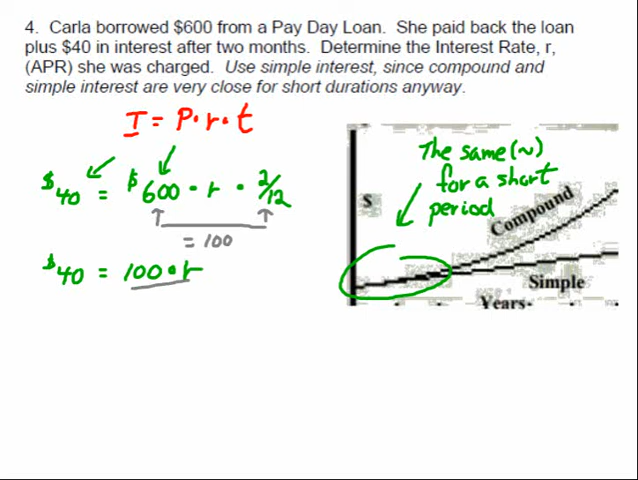 4. Carla borrowed $600 from a Pay Day Loan. She paid back the loan
plus $40 in interest after two months. Determine the Interest Rate, r,
(APR) she was charged. Use simple interest, since compound and
simple interest are very close for short durations anyway.
I = P·r·t
$40 = $600 · r · 2/12
= 100
$40 = 100 · r
The same (~)
for a short
period
$
Compound
Simple
Years